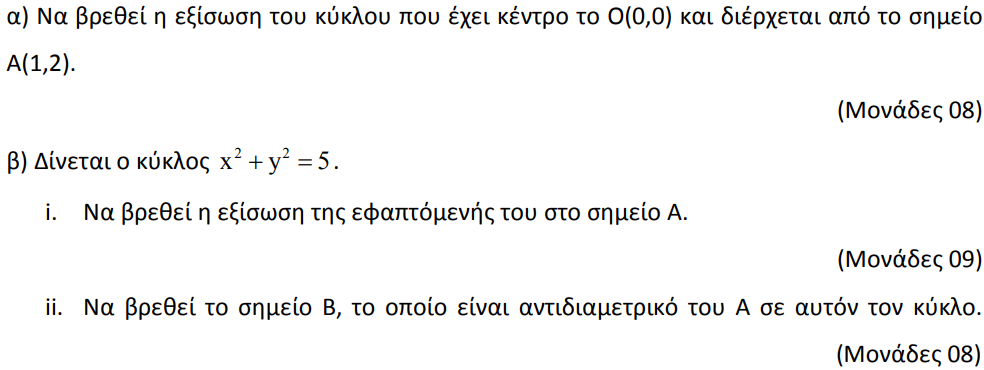 α) Να βρεθεί η εξίσωση του κύκλου που έχει κέντρο το Ο(0,0) και διέρχεται από το σημείο
Α(1,2).
(Μονάδες 08)
β) Δίνεται ο κύκλος x² + y² = 5.
i. Να βρεθεί η εξίσωση της εφαπτόμενής του στο σημείο Α.
(Μονάδες 09)
ii. Να βρεθεί το σημείο Β, το οποίο είναι αντιδιαμετρικό του Α σε αυτόν τον κύκλο.
(Μονάδες 08)